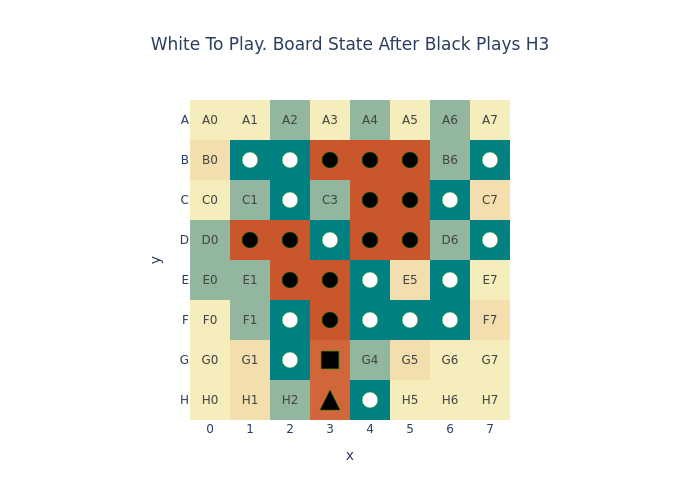 White To Play. Board State After Black Plays H3
A A0 A1 A2 A3 A4 A5 A6 A7
B B0 B6
C C0 C1 C3 C7
D D0 D6
E E0 E1 E5 E7
F F0 F1 F7
G G0 G1 G4 G5 G6 G7
H H0 H1 H2 H5 H6 H7
0 1 2 3 4 5 6 7
y
x